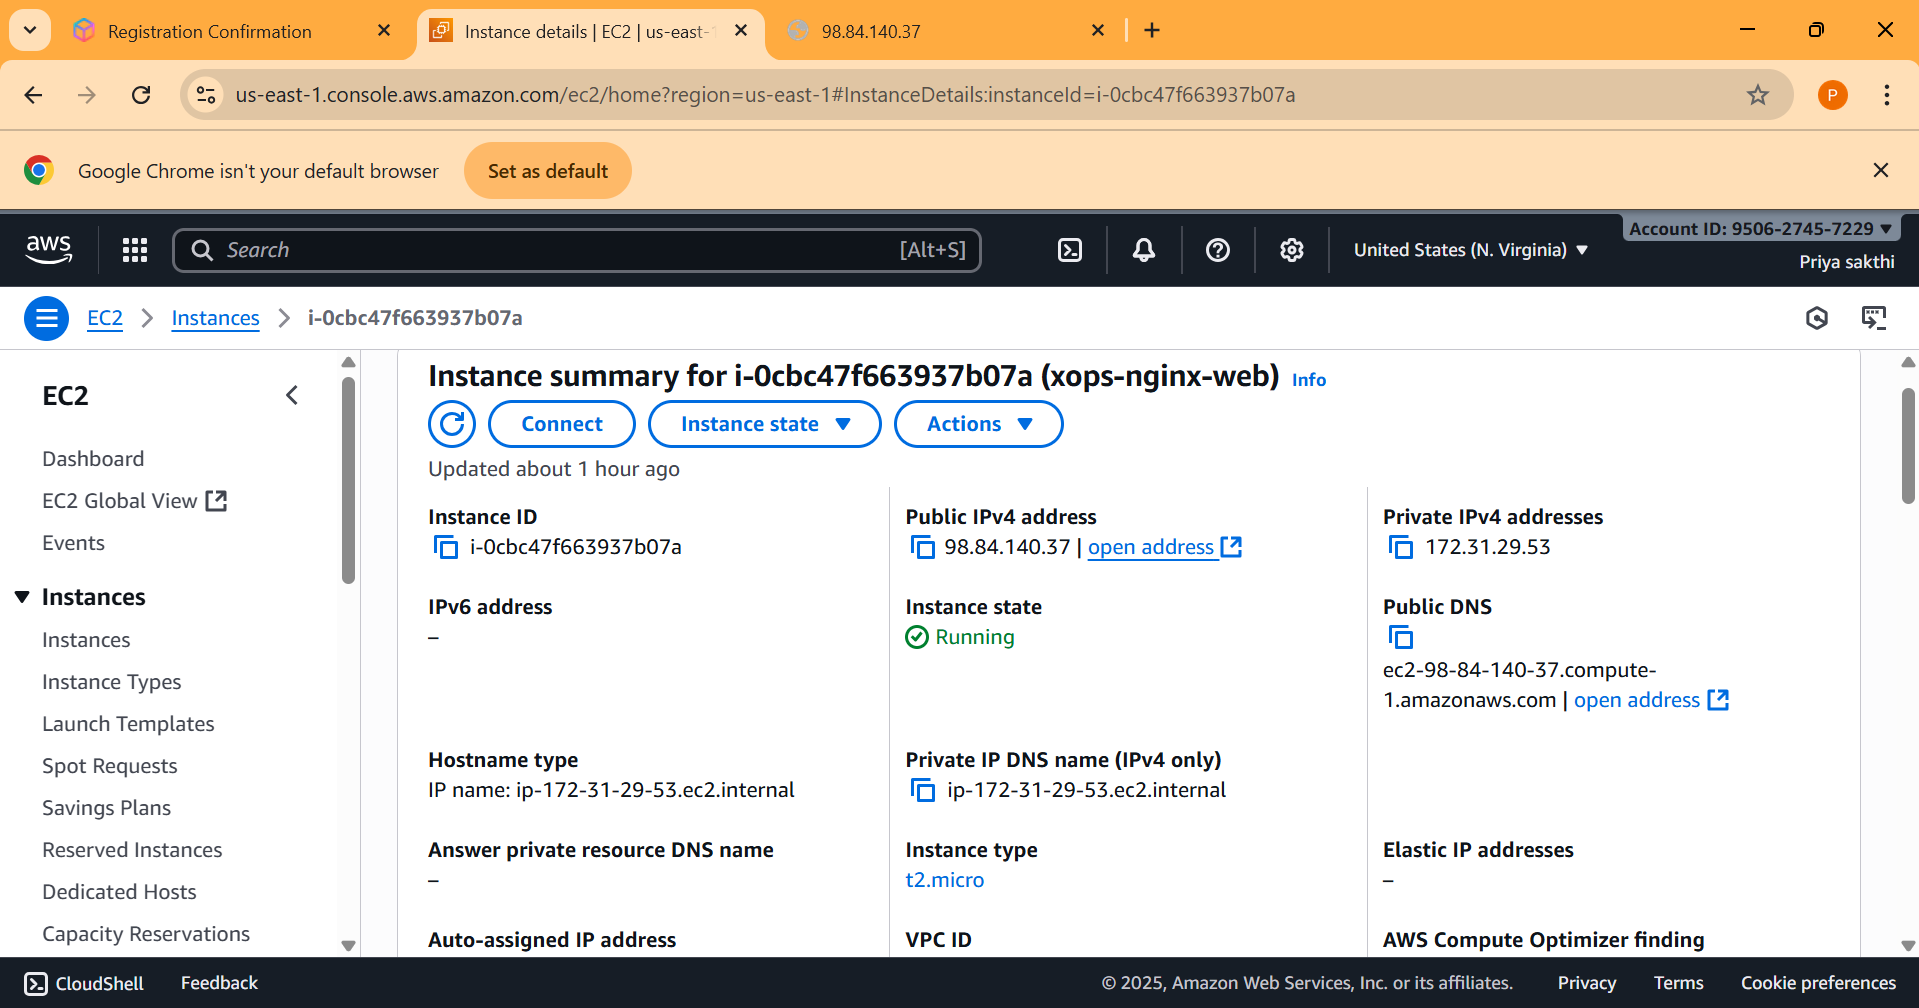 Registration Confirmation
Instance details | EC2 | us-east-1
98.84.140.37
us-east-1.console.aws.amazon.com/ec2/home?region=us-east-1#InstanceDetails:instanceId=i-0cbc47f663937b07a
P
Google Chrome isn't your default browser
Set as default
aws
Search
[Alt+S]
United States (N. Virginia)
Account ID: 9506-2745-7229
Priya sakthi
EC2
Instances
i-0cbc47f663937b07a
EC2
Dashboard
EC2 Global View
Events
Instances
Instances
Instance Types
Launch Templates
Spot Requests
Savings Plans
Reserved Instances
Dedicated Hosts
Capacity Reservations
Instance summary for i-0cbc47f663937b07a (xops-nginx-web) Info
Connect
Instance state
Actions
Updated about 1 hour ago
Instance ID
i-0cbc47f663937b07a
Public IPv4 address
98.84.140.37 | open address
Private IPv4 addresses
172.31.29.53
IPv6 address
–
Instance state
Running
Public DNS
ec2-98-84-140-37.compute-
1.amazonaws.com | open address
Hostname type
IP name: ip-172-31-29-53.ec2.internal
Private IP DNS name (IPv4 only)
ip-172-31-29-53.ec2.internal
Answer private resource DNS name
–
Instance type
t2.micro
Elastic IP addresses
–
Auto-assigned IP address
VPC ID
AWS Compute Optimizer finding
CloudShell
Feedback
© 2025, Amazon Web Services, Inc. or its affiliates.
Privacy
Terms
Cookie preferences